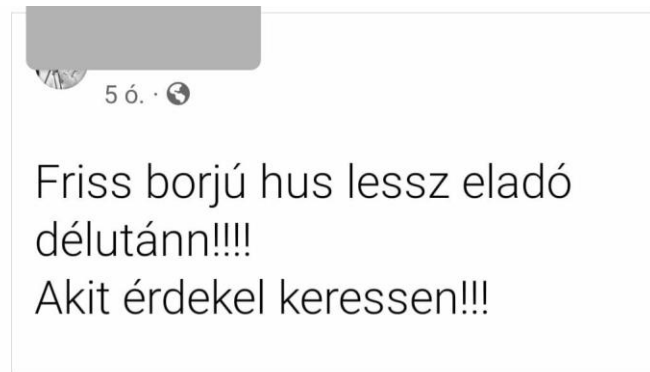 5 ó. ·
Friss borjú hus lessz eladó
délutánn!!!!
Akit érdekel keressen!!!